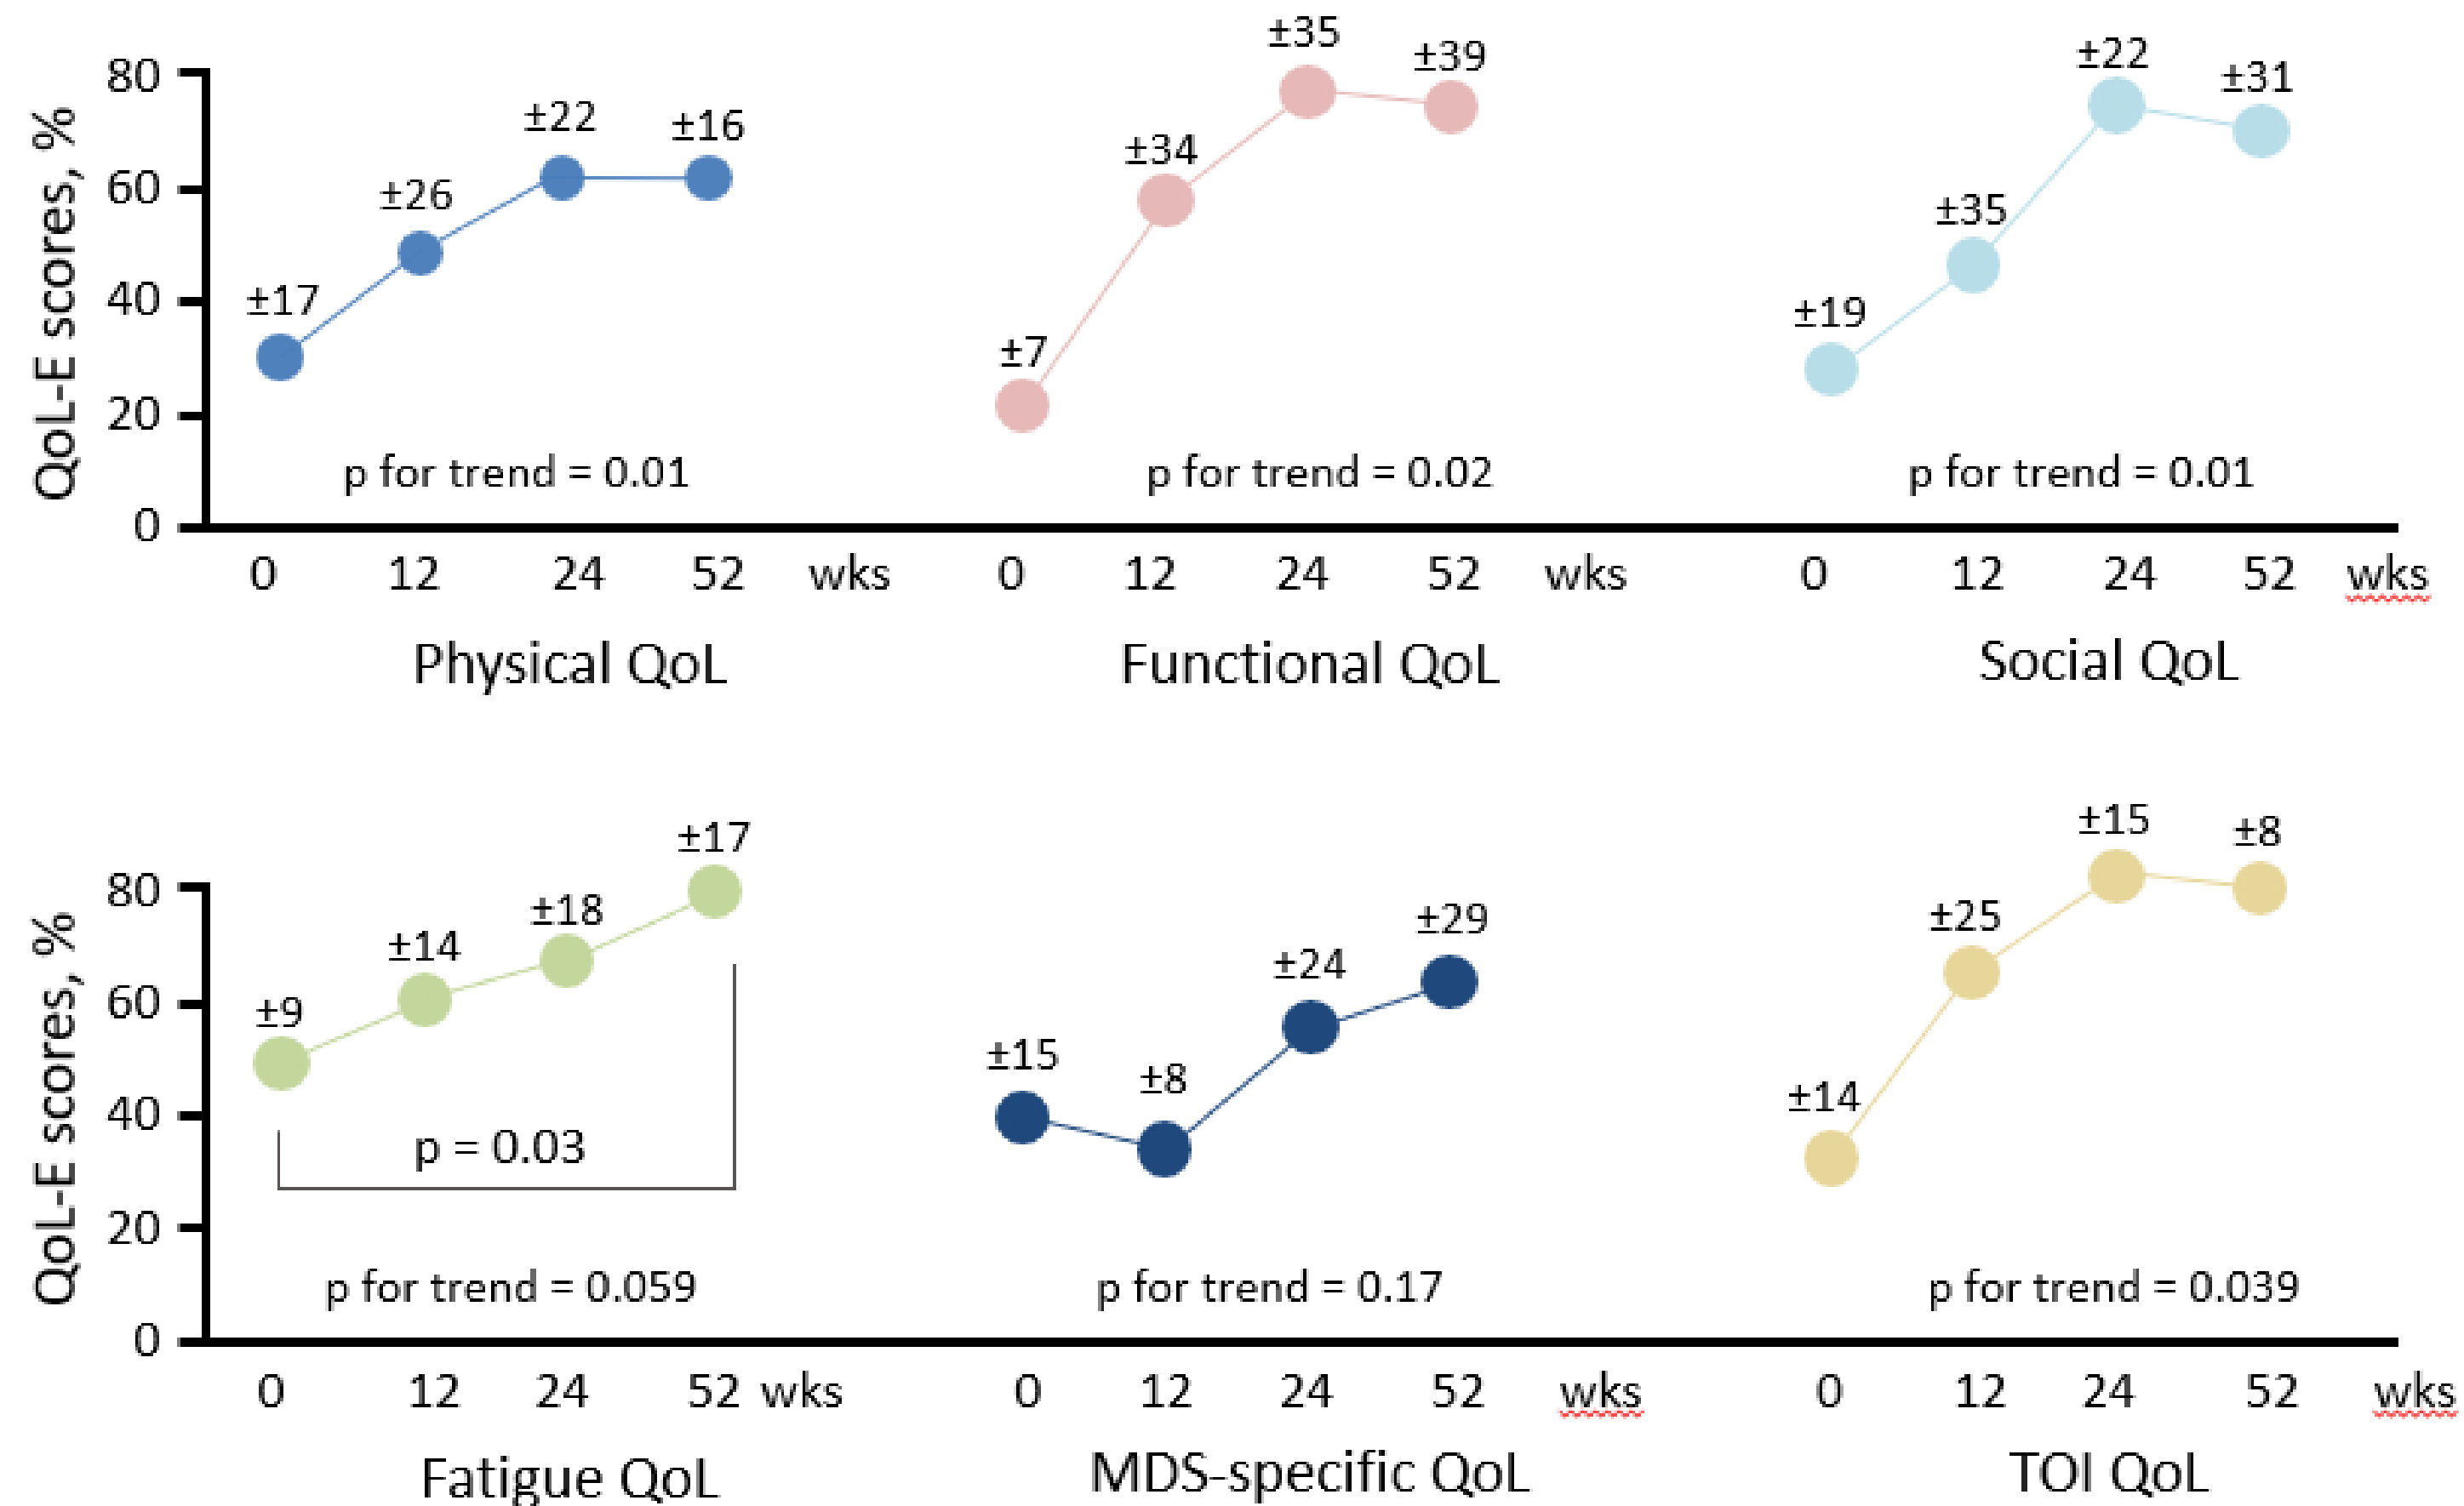 QoL-E scores, %
80
60
40
20
0
±17
±26
±22
±16
p for trend = 0.01
0 12 24 52 wks
Physical QoL
±7
±34
±35
±39
p for trend = 0.02
0 12 24 52 wks
Functional QoL
±19
±35
±22
±31
p for trend = 0.01
0 12 24 52 wks
Social QoL
QoL-E scores, %
80
60
40
20
0
±9
±14
±18
±17
p = 0.03
p for trend = 0.059
0 12 24 52 wks
Fatigue QoL
±15
±8
±24
±29
p for trend = 0.17
0 12 24 52 wks
MDS-specific QoL
±14
±25
±15
±8
p for trend = 0.039
0 12 24 52 wks
TOI QoL